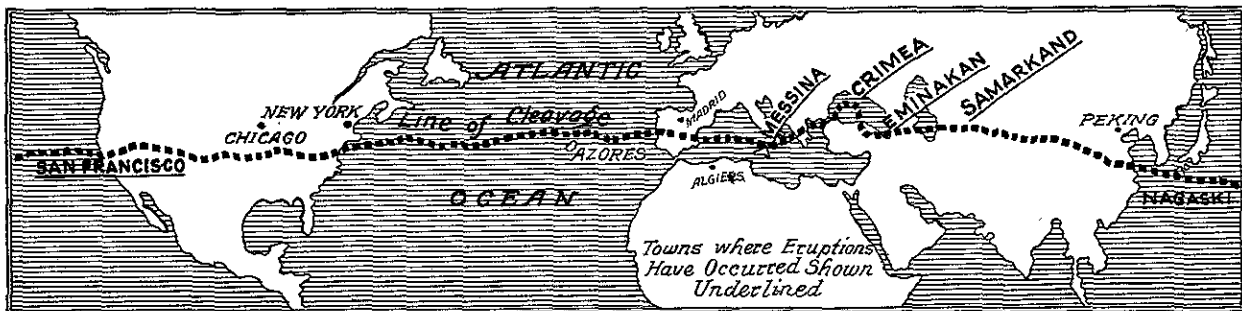 ATLANTIC
NEW YORK
CHICAGO
Line of Cleavage
SAN FRANCISCO
AZORES
OCEAN
MADRID
ALGIERS
MESSINA
CRIMEA
EMINAKAN
SAMARKAND
PEKING
NAGASKI
Towns where Eruptions
Have Occurred Shown
Underlined